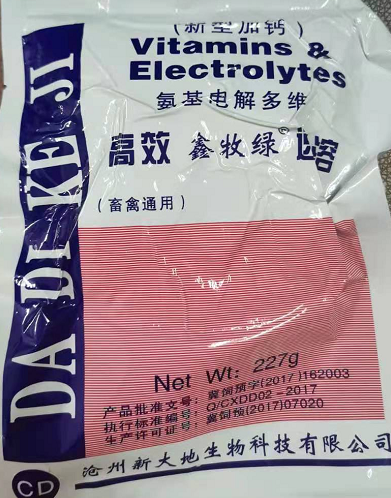 （新型加钙）
Vitamins &
Electrolytes
氨基电解多维
高效 鑫牧绿® 速溶
（畜禽通用）
DA DI KE JI
Net Wt: 227g
产品批准文号：冀饲预字(2017)162003
执行标准编号：Q/CXDD02-2017
生产许可证号：冀饲预(2017)07020
CD 沧州新大地生物科技有限公司